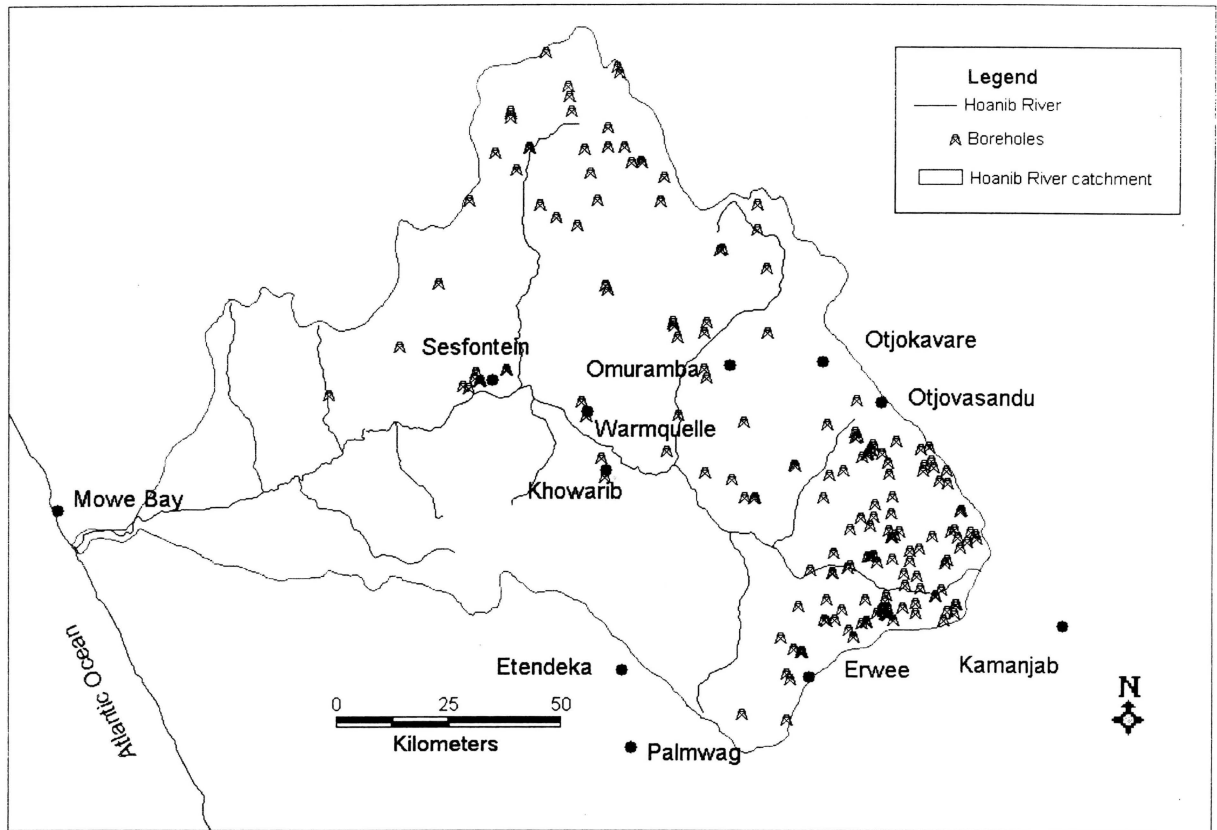 Legend
Hoanib River
Boreholes
Hoanib River catchment
Sesfontein
Omuramba
Otjokavare
Otjovasandu
Warmquelle
Khowarib
Mowe Bay
Atlantic Ocean
Etendeka
Erwee
Kamanjab
Palmwag
0 25 50
Kilometers
N